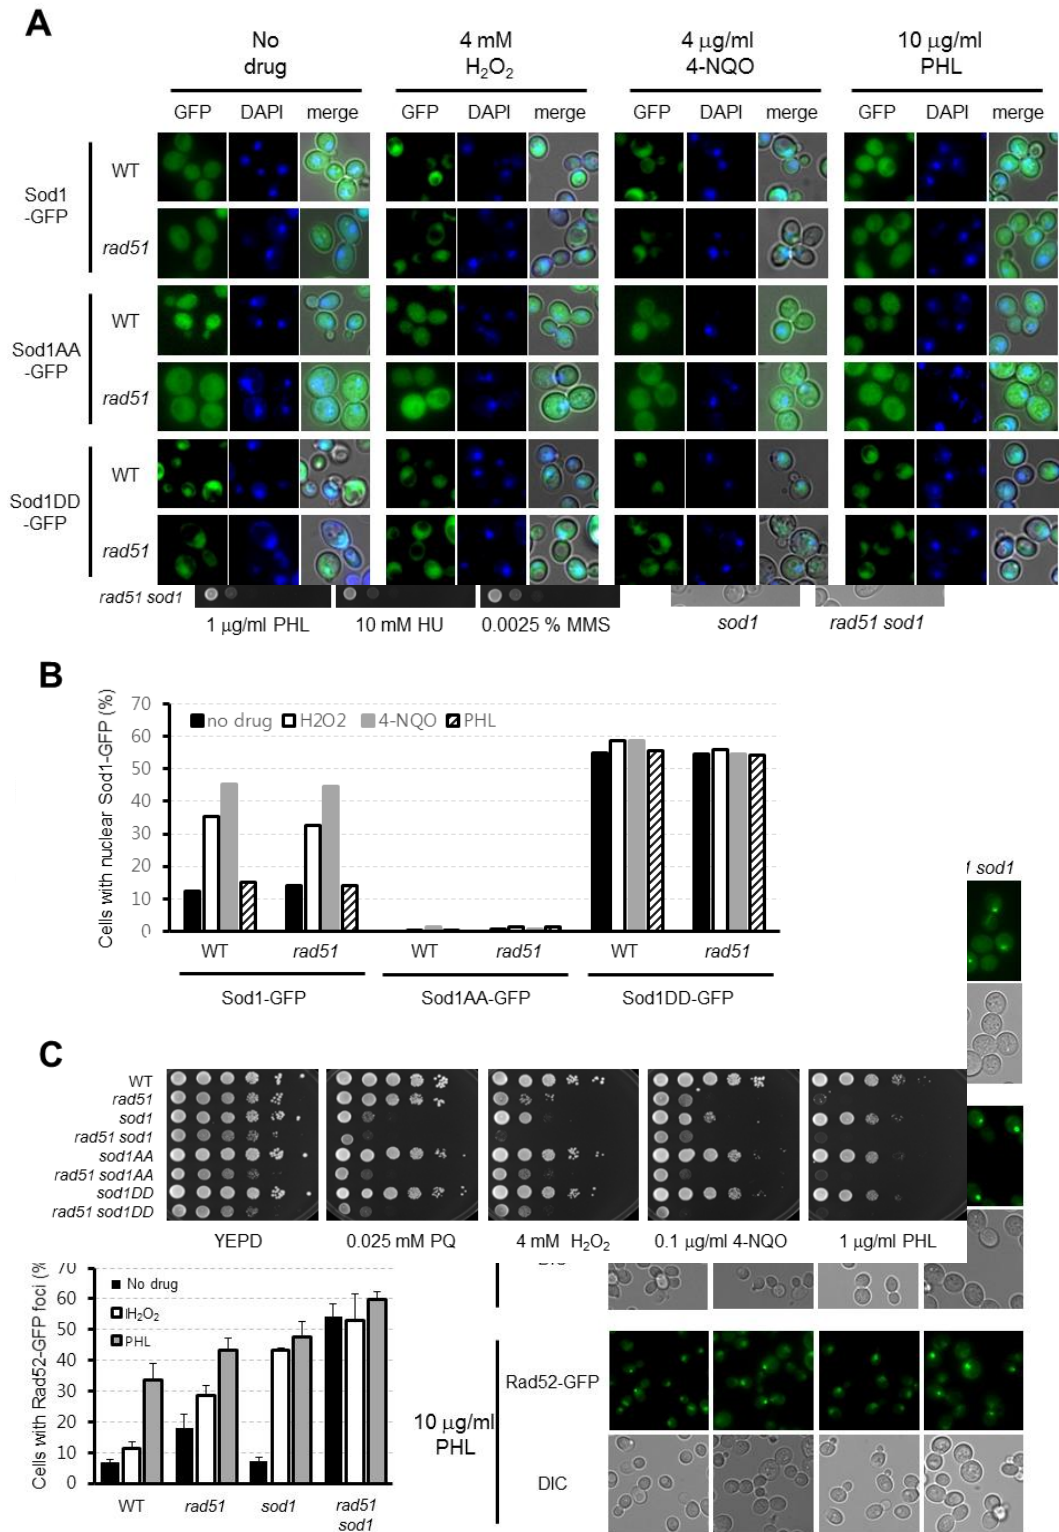 A
No drug
4 mM H2O2
4 μg/ml 4-NQO
10 μg/ml PHL
GFP DAPI merge GFP DAPI merge GFP DAPI merge GFP DAPI merge
Sod1 -GFP
WT
rad51
Sod1AA -GFP
WT
rad51
Sod1DD -GFP
WT
rad51
rad51 sod1
1 μg/ml PHL 10 mM HU 0.0025 % MMS sod1 rad51 sod1
B
Cells with nuclear Sod1-GFP (%)
70
60
50
40
30
20
10
0
no drug H2O2 4-NQO PHL
WT rad51 WT rad51 WT rad51
Sod1-GFP Sod1AA-GFP Sod1DD-GFP
sod1
C
WT
rad51
sod1
rad51 sod1
sod1AA
rad51 sod1AA
sod1DD
rad51 sod1DD
YEPD 0.025 mM PQ 4 mM H2O2 0.1 μg/ml 4-NQO 1 μg/ml PHL
Cells with Rad52-GFP foci (%
70
60
50
40
30
20
10
0
No drug
H2O2
PHL
WT rad51 sod1 rad51 sod1
10 μg/ml PHL
Rad52-GFP
DIC